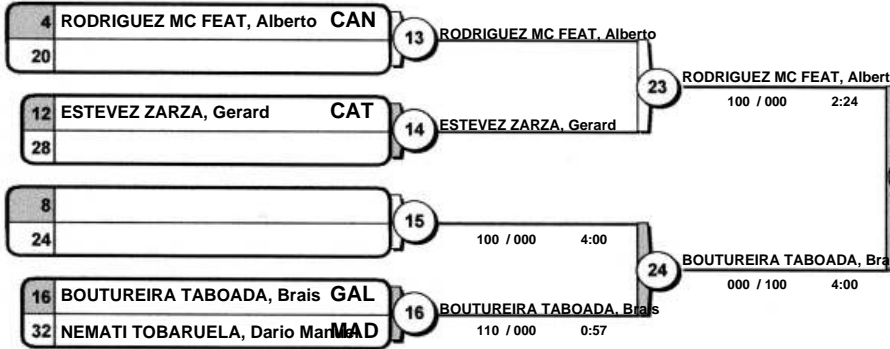 4 RODRIGUEZ MC FEAT, Alberto CAN
20
13 RODRIGUEZ MC FEAT, Alberto
12 ESTEVEZ ZARZA, Gerard CAT
28
14 ESTEVEZ ZARZA, Gerard
23 RODRIGUEZ MC FEAT, Albert
100 / 000 2:24
8
24
15
100 / 000 4:00
16 BOUTUREIRA TABOADA, Brais GAL
32 NEMATI TOBARUELA, Dario Manuel MAD
16 BOUTUREIRA TABOADA, Brais
110 / 000 0:57
24 BOUTUREIRA TABOADA, Bra
000 / 100 4:00